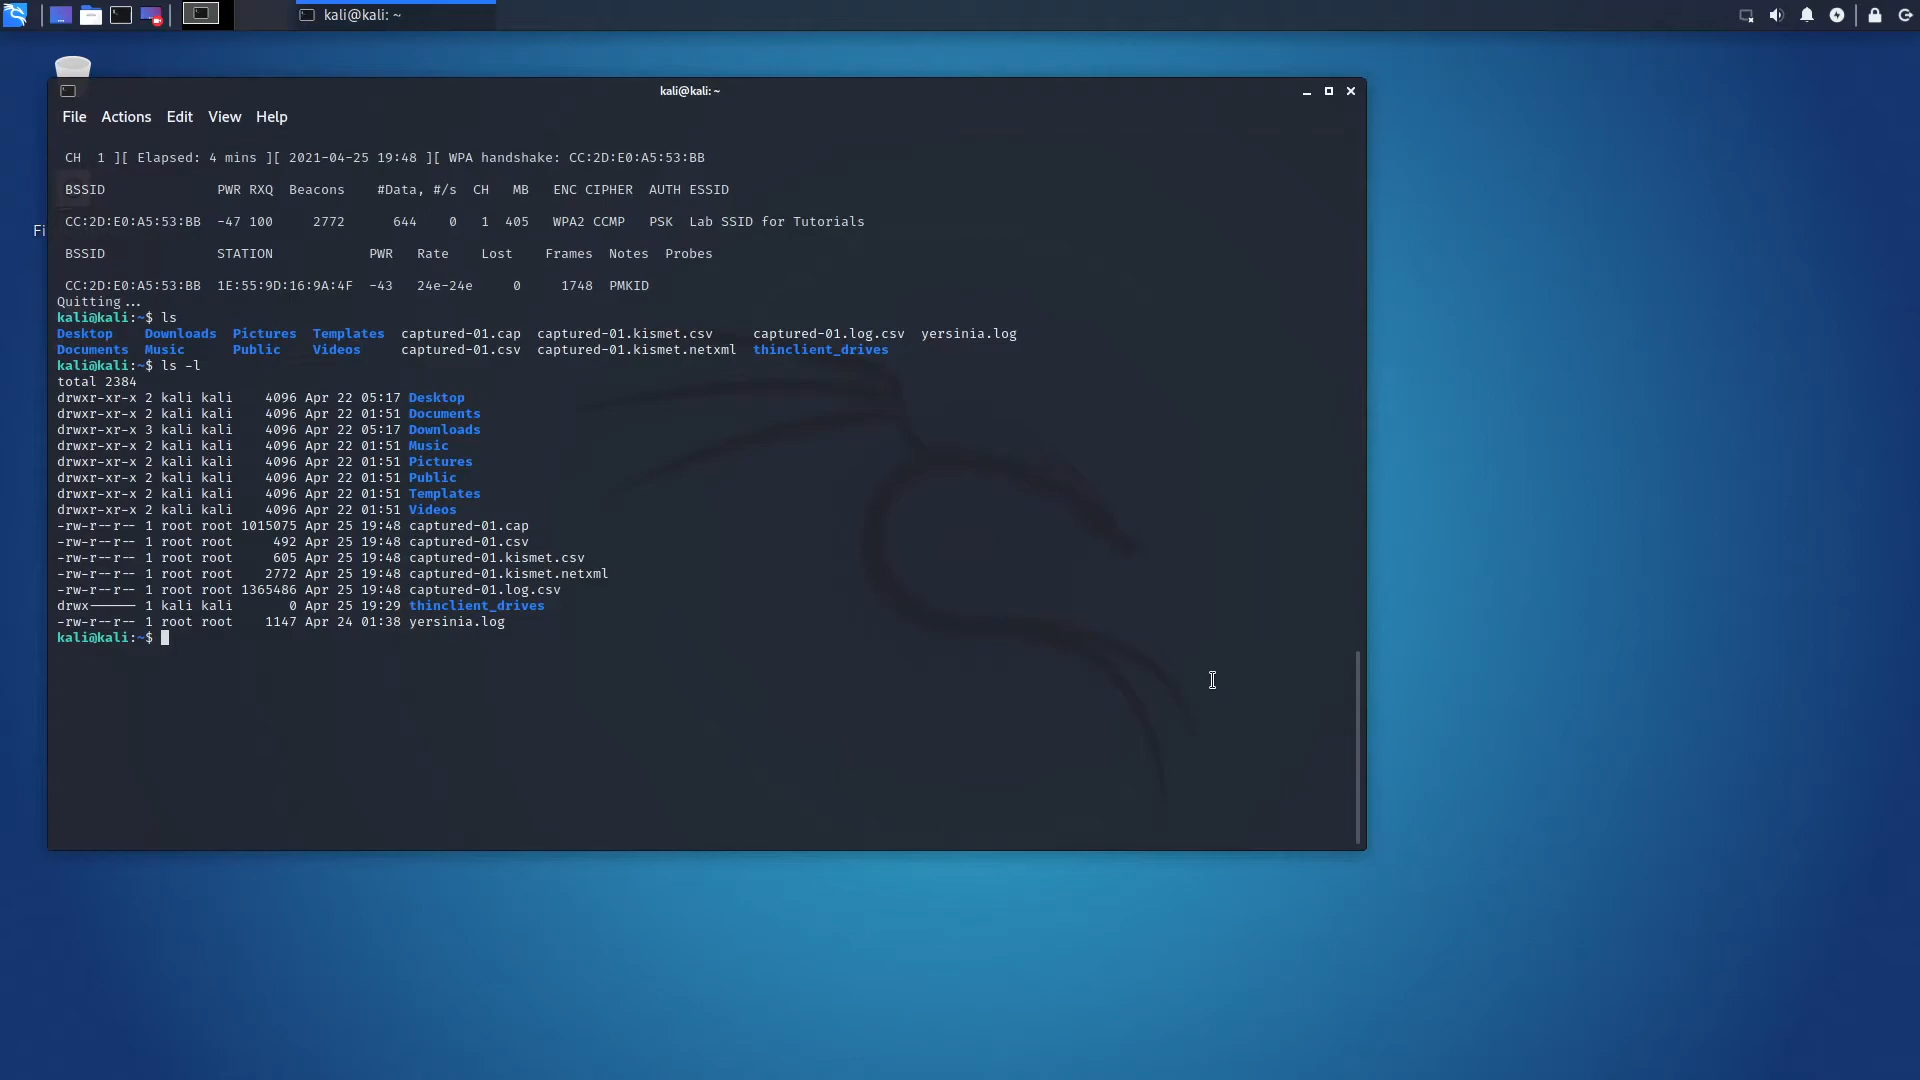 kali@kali: ~
kali@kali: ~
File Actions Edit View Help
CH 1 ][ Elapsed: 4 mins ][ 2021-04-25 19:48 ][ WPA handshake: CC:2D:E0:A5:53:BB
BSSID PWR RXQ Beacons #Data, #/s CH MB ENC CIPHER AUTH ESSID
CC:2D:E0:A5:53:BB -47 100 2772 644 0 1 405 WPA2 CCMP PSK Lab SSID for Tutorials
BSSID STATION PWR Rate Lost Frames Notes Probes
CC:2D:E0:A5:53:BB 1E:55:9D:16:9A:4F -43 24e-24e 0 1748 PMKID
Quitting...
kali@kali:~$ ls
Desktop Downloads Pictures Templates captured-01.cap captured-01.kismet.csv captured-01.log.csv yersinia.log
Documents Music Public Videos captured-01.csv captured-01.kismet.netxml thinclient_drives
kali@kali:~$ ls -l
total 2384
drwxr-xr-x 2 kali kali 4096 Apr 22 05:17 Desktop
drwxr-xr-x 2 kali kali 4096 Apr 22 01:51 Documents
drwxr-xr-x 3 kali kali 4096 Apr 22 05:17 Downloads
drwxr-xr-x 2 kali kali 4096 Apr 22 01:51 Music
drwxr-xr-x 2 kali kali 4096 Apr 22 01:51 Pictures
drwxr-xr-x 2 kali kali 4096 Apr 22 01:51 Public
drwxr-xr-x 2 kali kali 4096 Apr 22 01:51 Templates
drwxr-xr-x 2 kali kali 4096 Apr 22 01:51 Videos
-rw-r--r-- 1 root root 1015075 Apr 25 19:48 captured-01.cap
-rw-r--r-- 1 root root 492 Apr 25 19:48 captured-01.csv
-rw-r--r-- 1 root root 605 Apr 25 19:48 captured-01.kismet.csv
-rw-r--r-- 1 root root 2772 Apr 25 19:48 captured-01.kismet.netxml
-rw-r--r-- 1 root root 1365486 Apr 25 19:48 captured-01.log.csv
drwx------ 1 kali kali 0 Apr 25 19:29 thinclient_drives
-rw-r--r-- 1 root root 1147 Apr 24 01:38 yersinia.log
kali@kali:~$
Fi